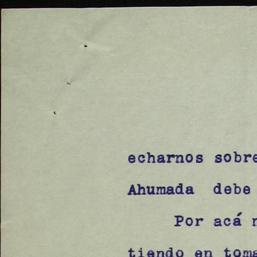 echarnos sobre
Ahumada debe
Por acá
tiendo en toma